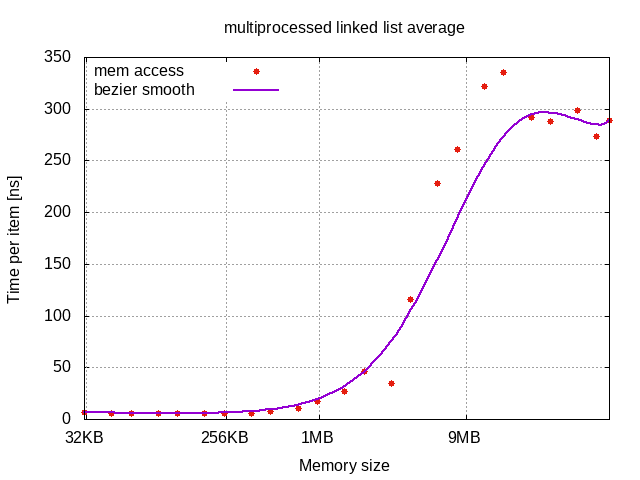 multiprocessed linked list average
350
300
250
200
150
100
50
0
Time per item [ns]
mem access
bezier smooth
32KB 256KB 1MB 9MB
Memory size